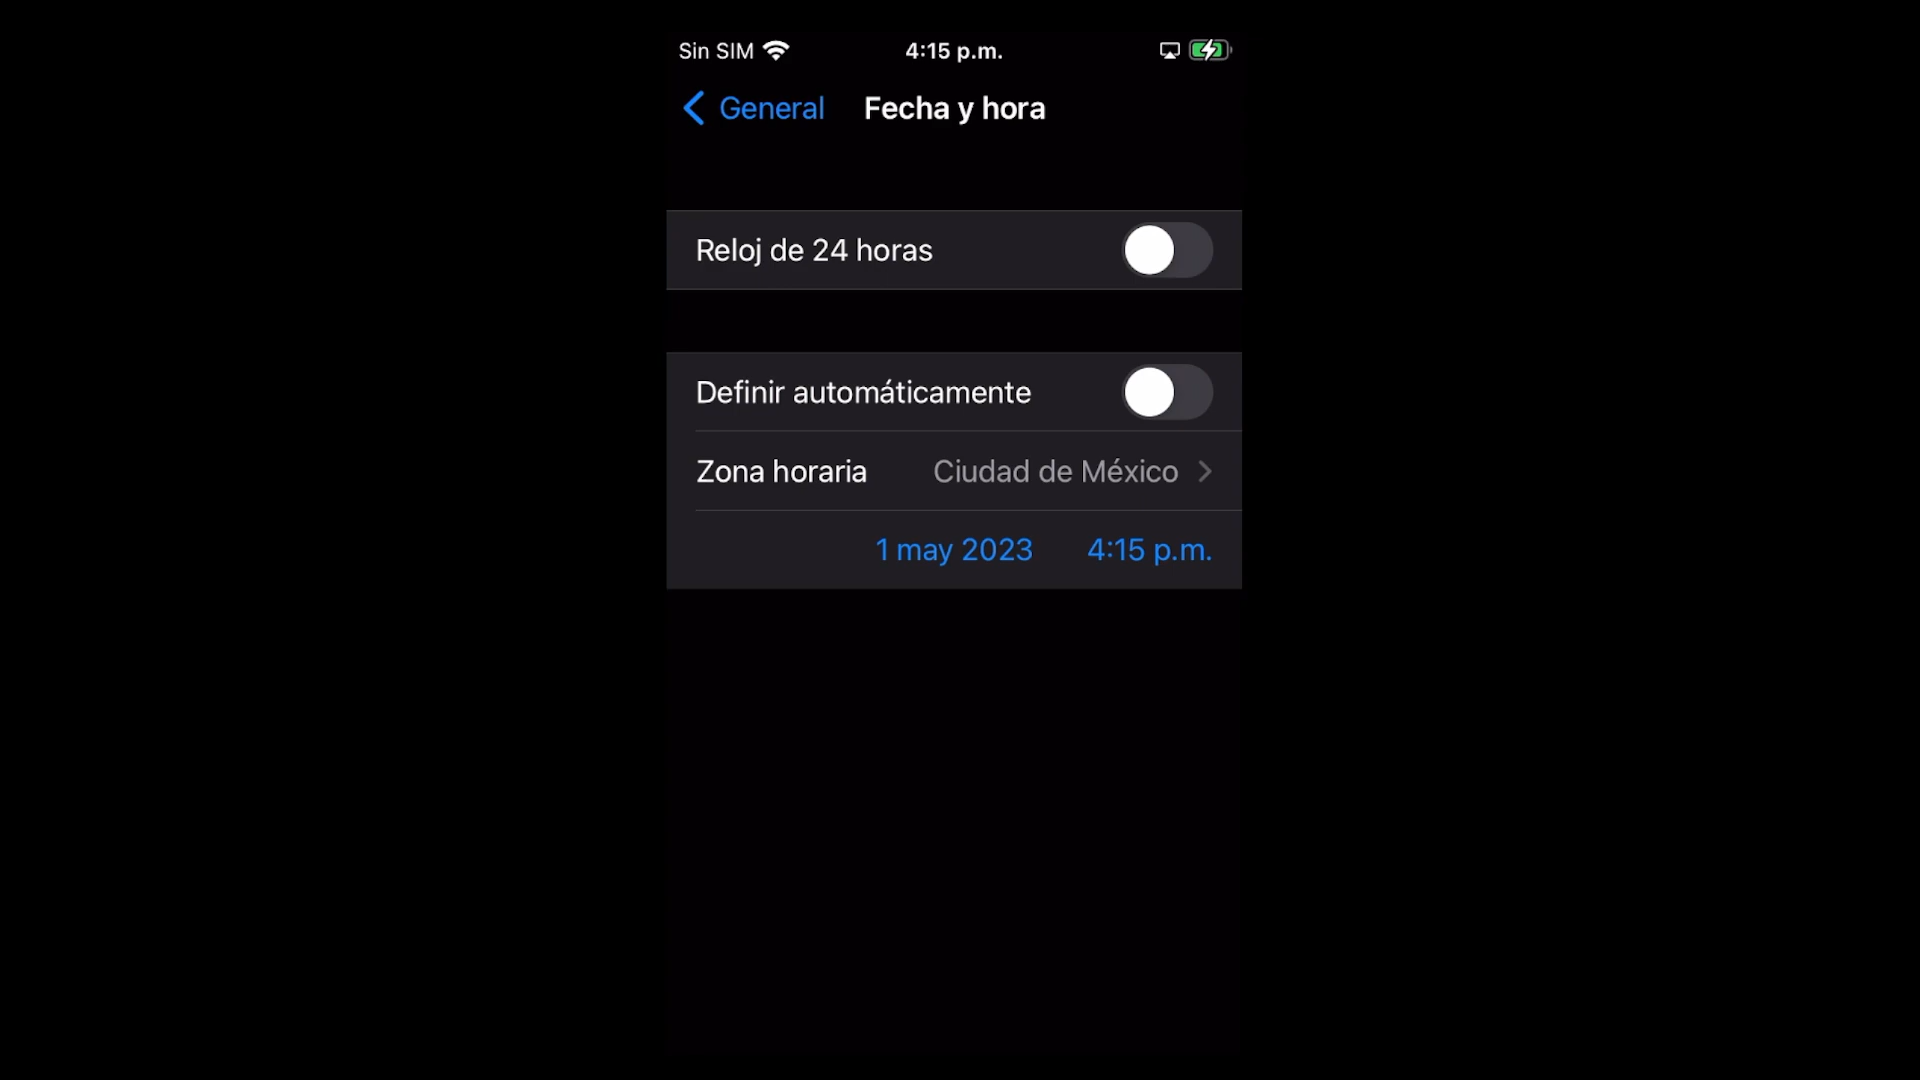 Sin SIM 4:15 p.m.
General Fecha y hora
Reloj de 24 horas
Definir automáticamente
Zona horaria Ciudad de México
1 may 2023 4:15 p.m.